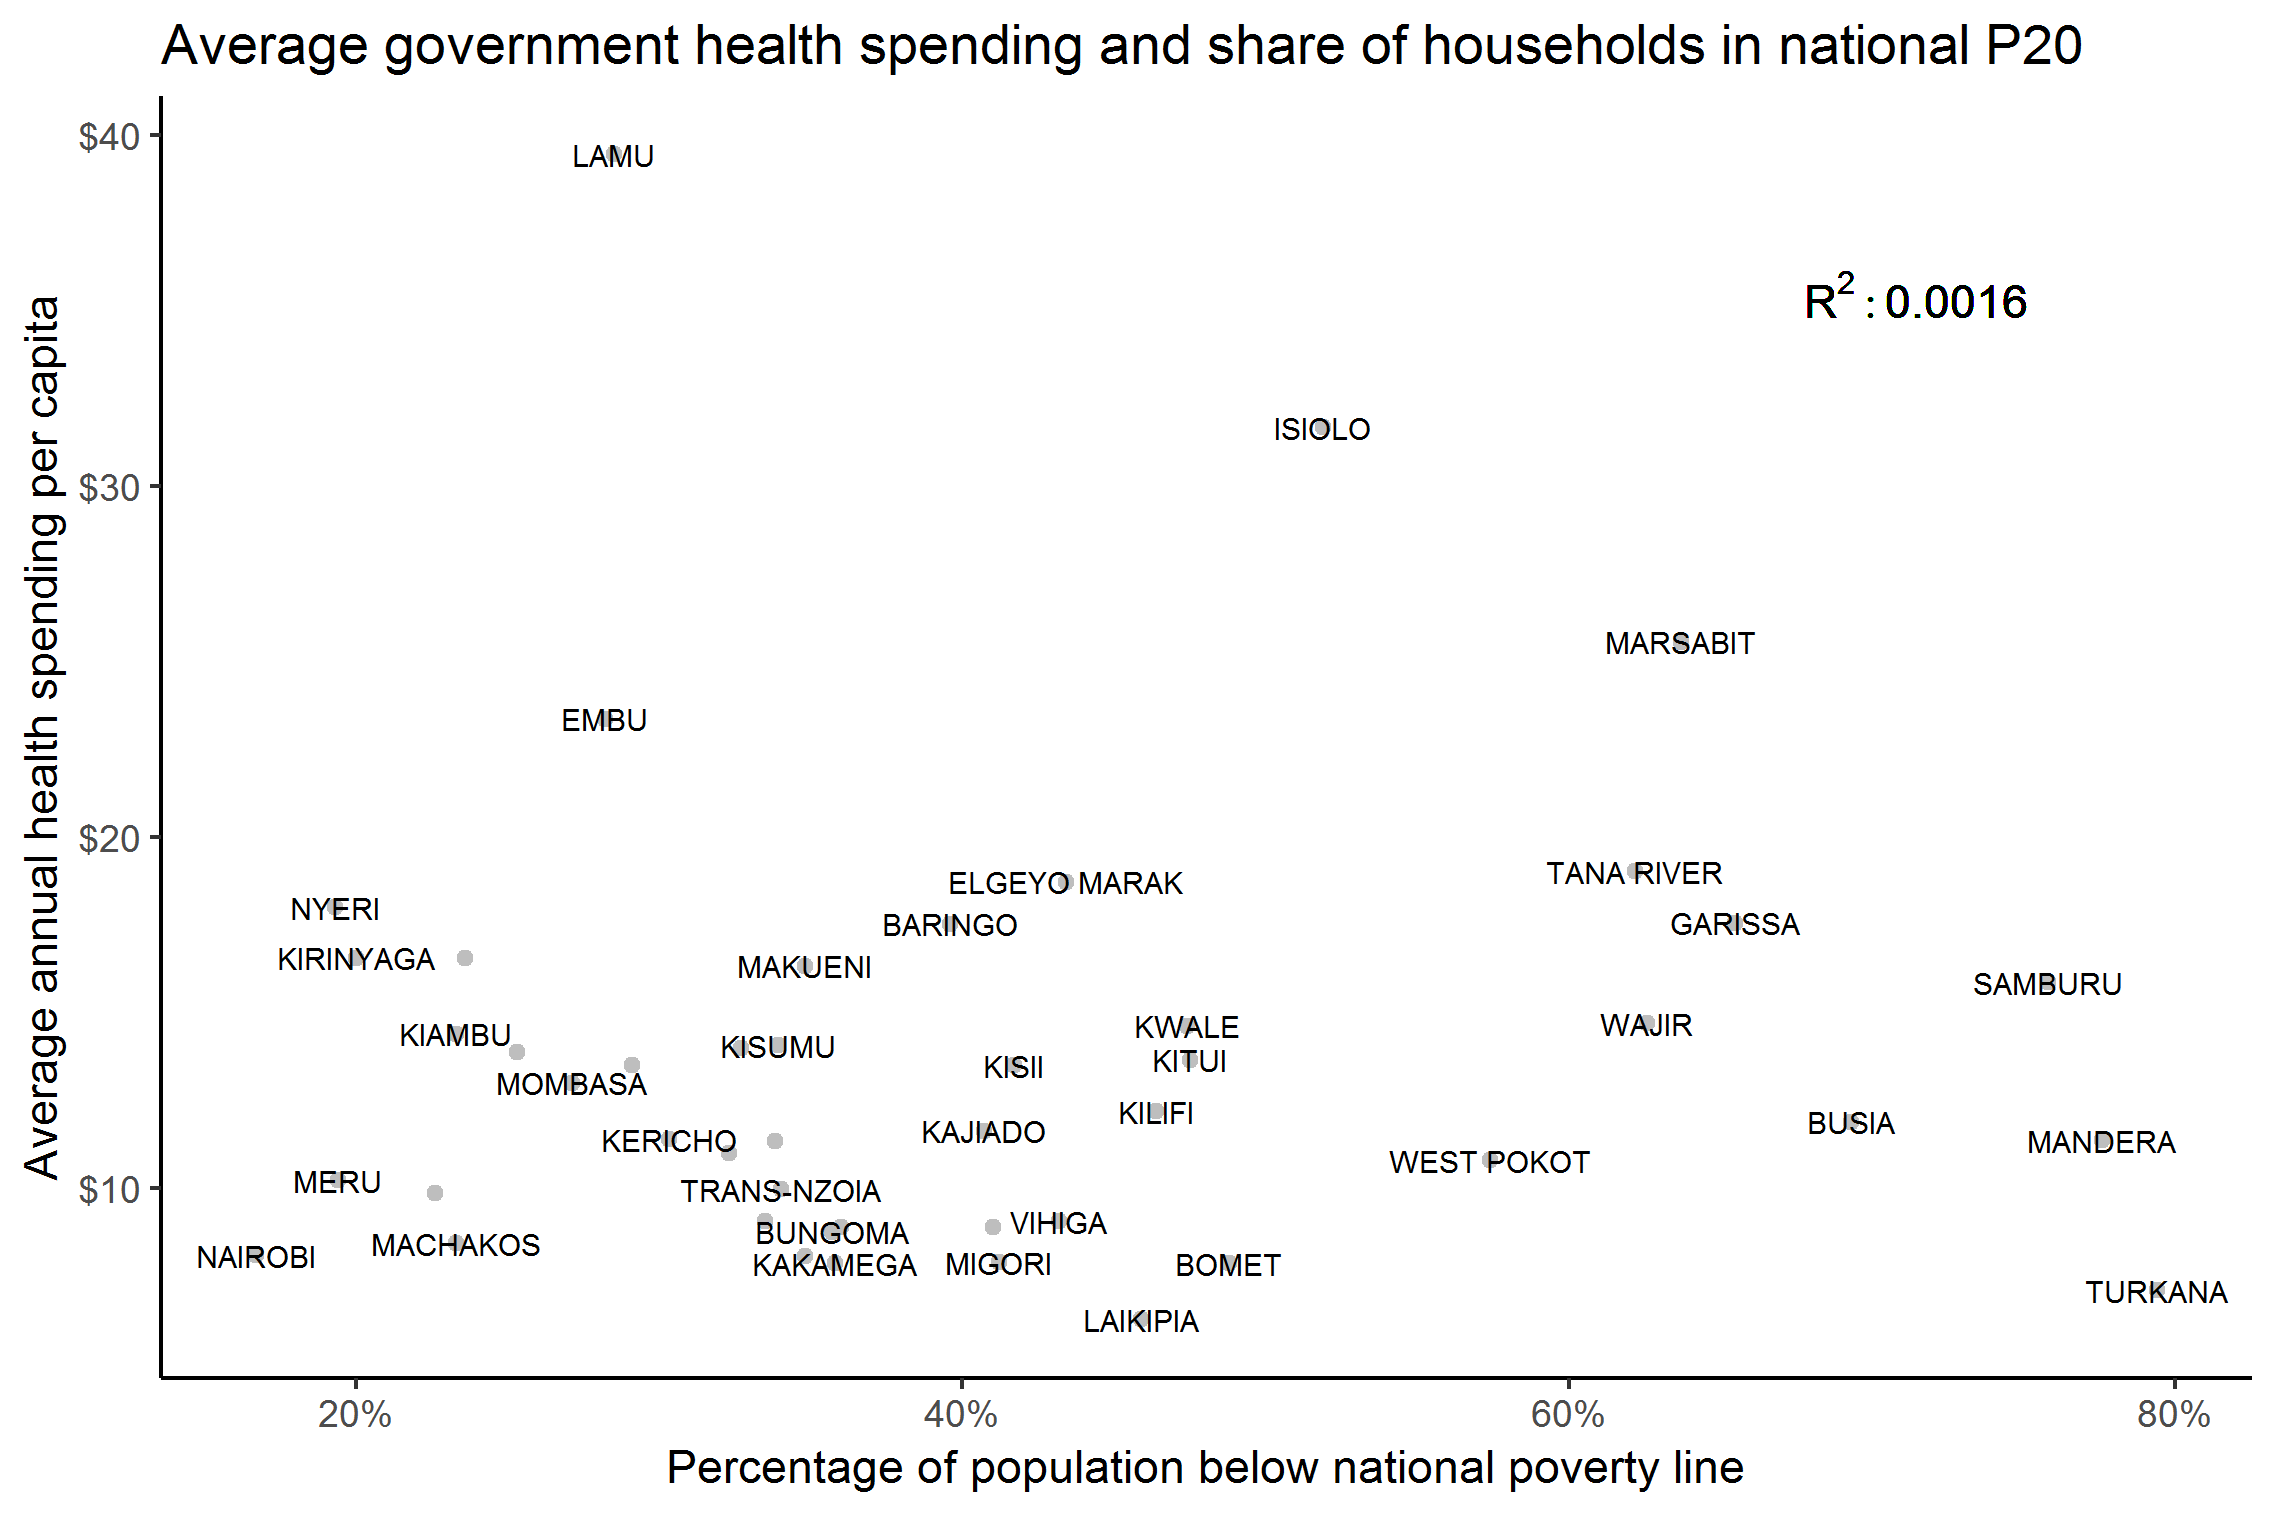 Average government health spending and share of households in national P20
$40
LAMU
R²: 0.0016
ISIOLO
$30
MARSABIT
EMBU
$20
TANA RIVER
ELGEYO MARAK
NYERI
BARINGO
GARISSA
KIRINYAGA
MAKUENI
SAMBURU
KIAMBU
KISUMU
KWALE
WAJIR
KISII
KITUI
MOMBASA
KILIFI
BUSIA
KERICHO
KAJIADO
MANDERA
WEST POKOT
$10
MERU
TRANS-NZOIA
VIHIGA
BUNGOMA
NAIROBI
MACHAKOS
KAKAMEGA
MIGORI
BOMET
TURKANA
LAIKIPIA
20%
40%
60%
80%
Percentage of population below national poverty line
Average annual health spending per capita